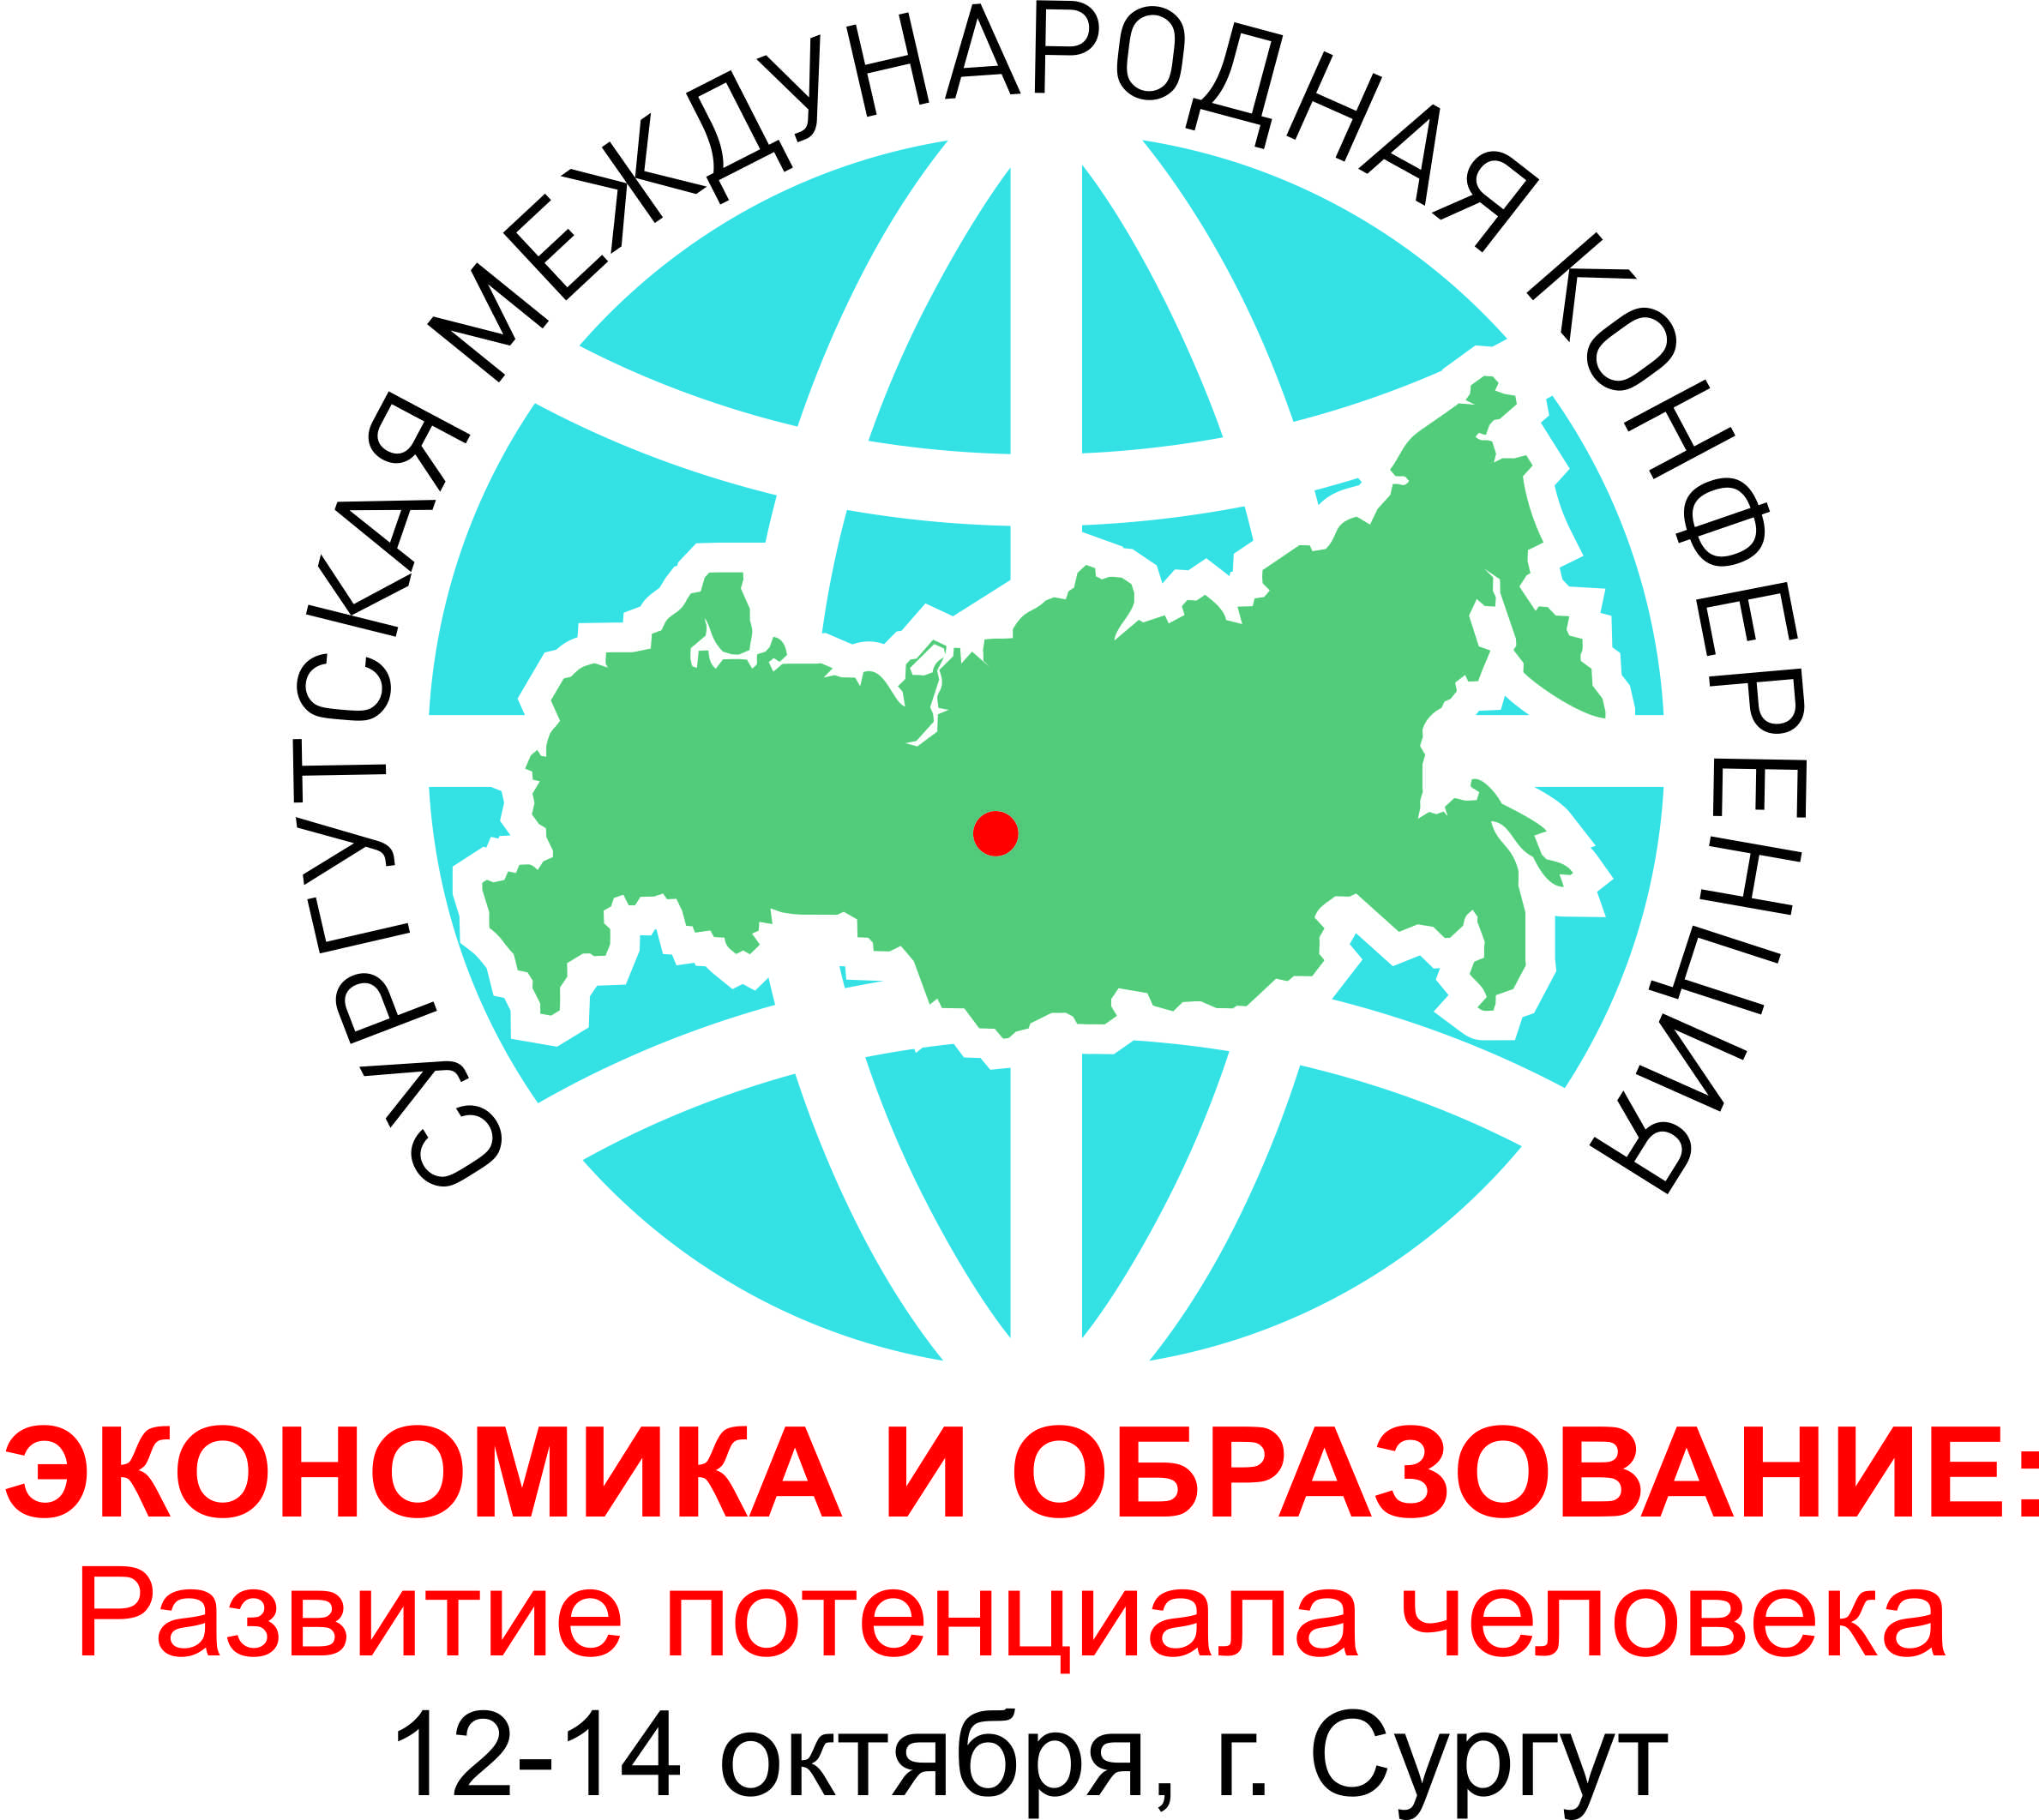 СУРГУТСКАЯ МЕЖДУНАРОДНАЯ КОНФЕРЕНЦИЯ
ЭКОНОМИКА И ОБРАЗОВАНИЕ:
Развитие потенциала человека
12-14 октября, г. Сургут